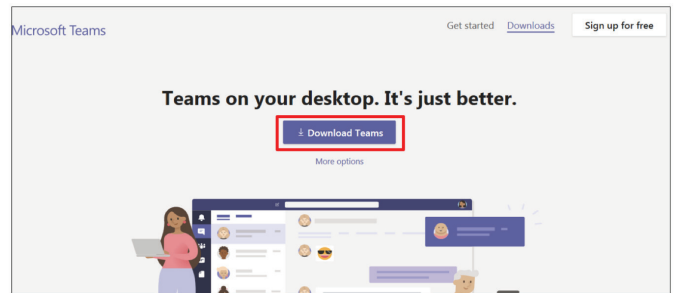 Microsoft Teams
Get started Downloads Sign up for free
Teams on your desktop. It's just better.
Download Teams
More options